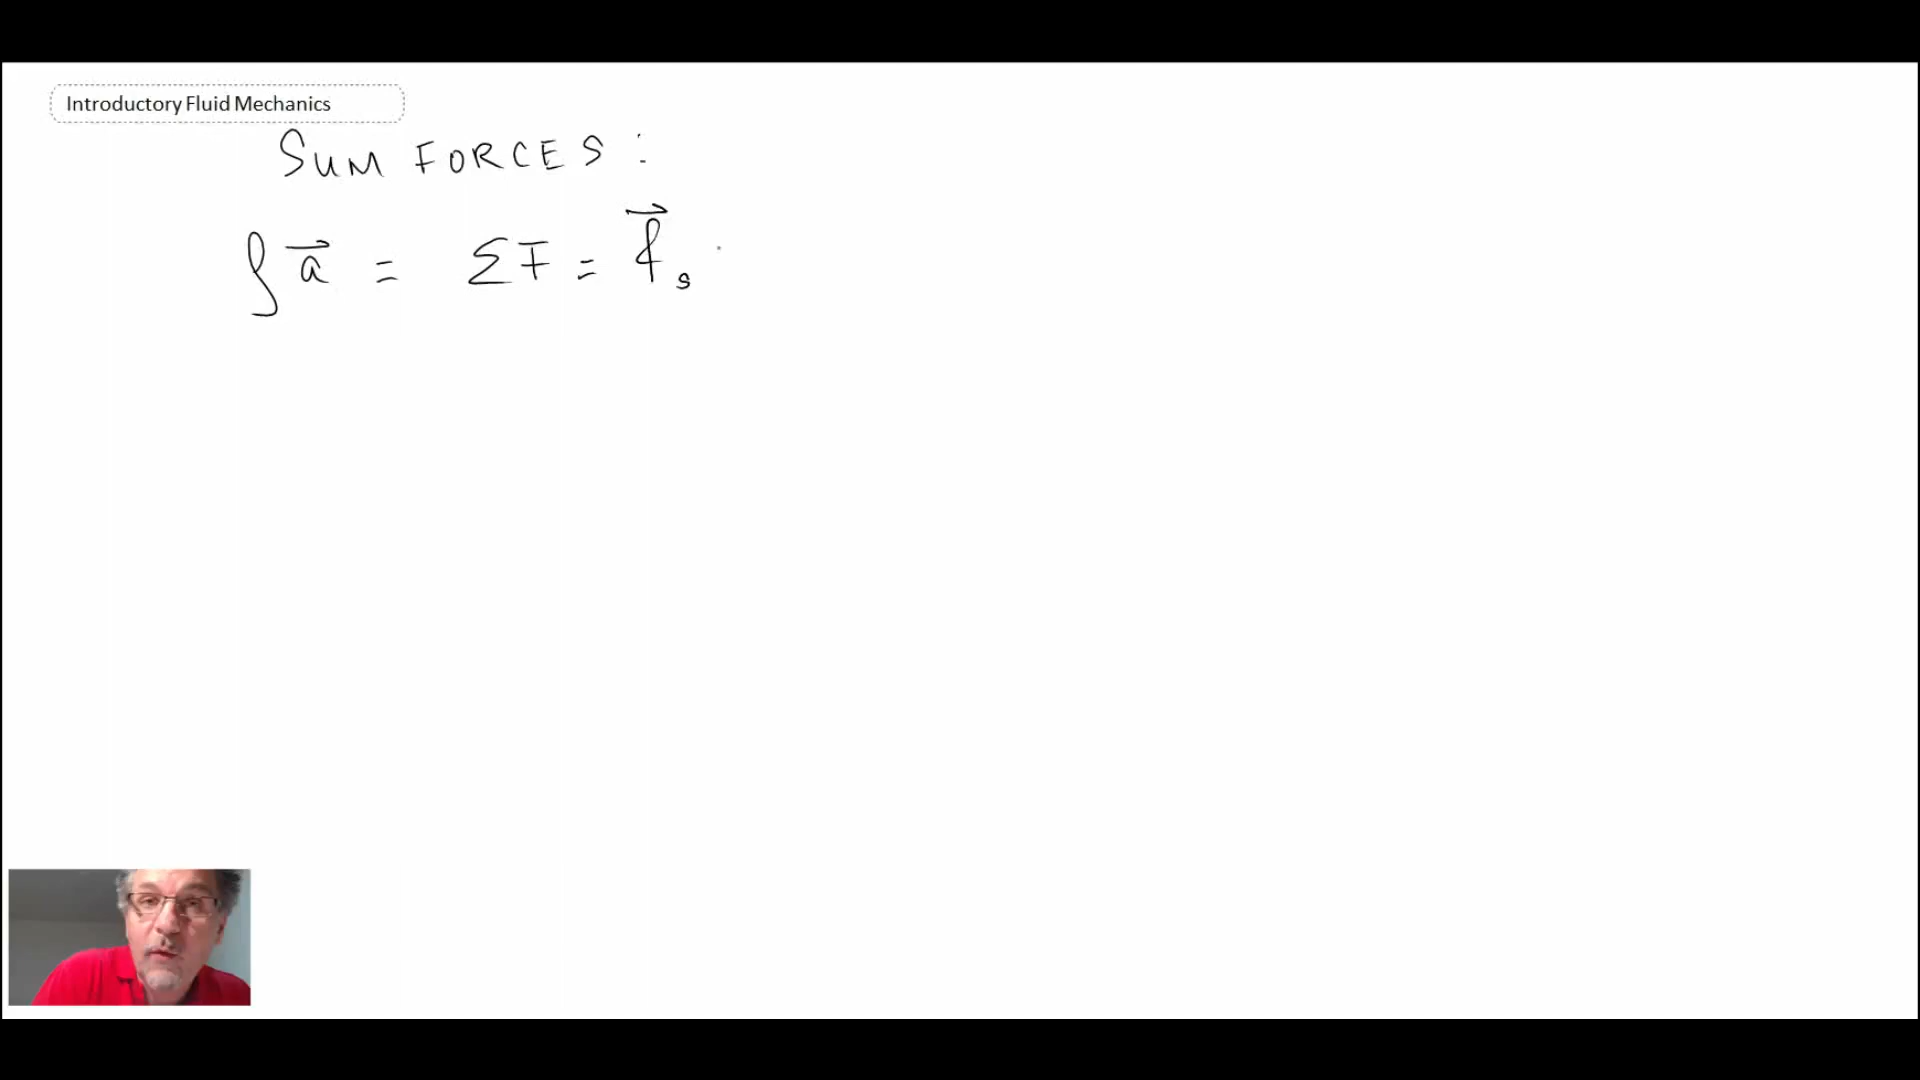 Introductory Fluid Mechanics
SUM FORCES :
ρ a⃗ = ΣF = f⃗s